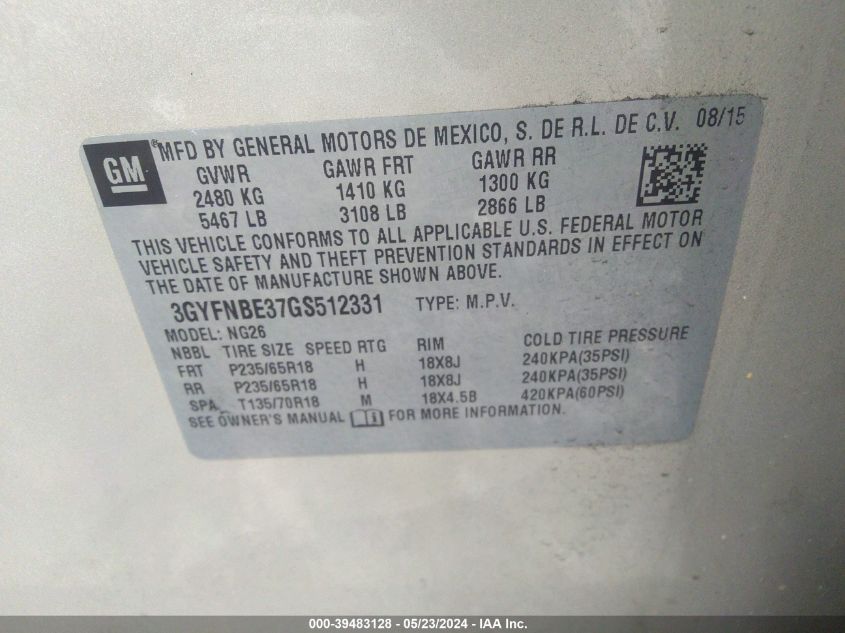 GM
MFD BY GENERAL MOTORS DE MEXICO, S. DE R.L. DE C.V. 08/15
GVWR GAWR FRT GAWR RR
2480 KG 1410 KG 1300 KG
5467 LB 3108 LB 2866 LB
THIS VEHICLE CONFORMS TO ALL APPLICABLE U.S. FEDERAL MOTOR
VEHICLE SAFETY AND THEFT PREVENTION STANDARDS IN EFFECT ON
THE DATE OF MANUFACTURE SHOWN ABOVE.
3GYFNBE37GS512331 TYPE: M.P.V.
MODEL: NG26
NBBL TIRE SIZE SPEED RTG RIM COLD TIRE PRESSURE
FRT P235/65R18 H 18X8J 240KPA(35PSI)
RR P235/65R18 H 18X8J 240KPA(35PSI)
SPA T135/70R18 M 18X4.5B 420KPA(60PSI)
SEE OWNER'S MANUAL FOR MORE INFORMATION.
000-39483128 - 05/23/2024 - IAA Inc.